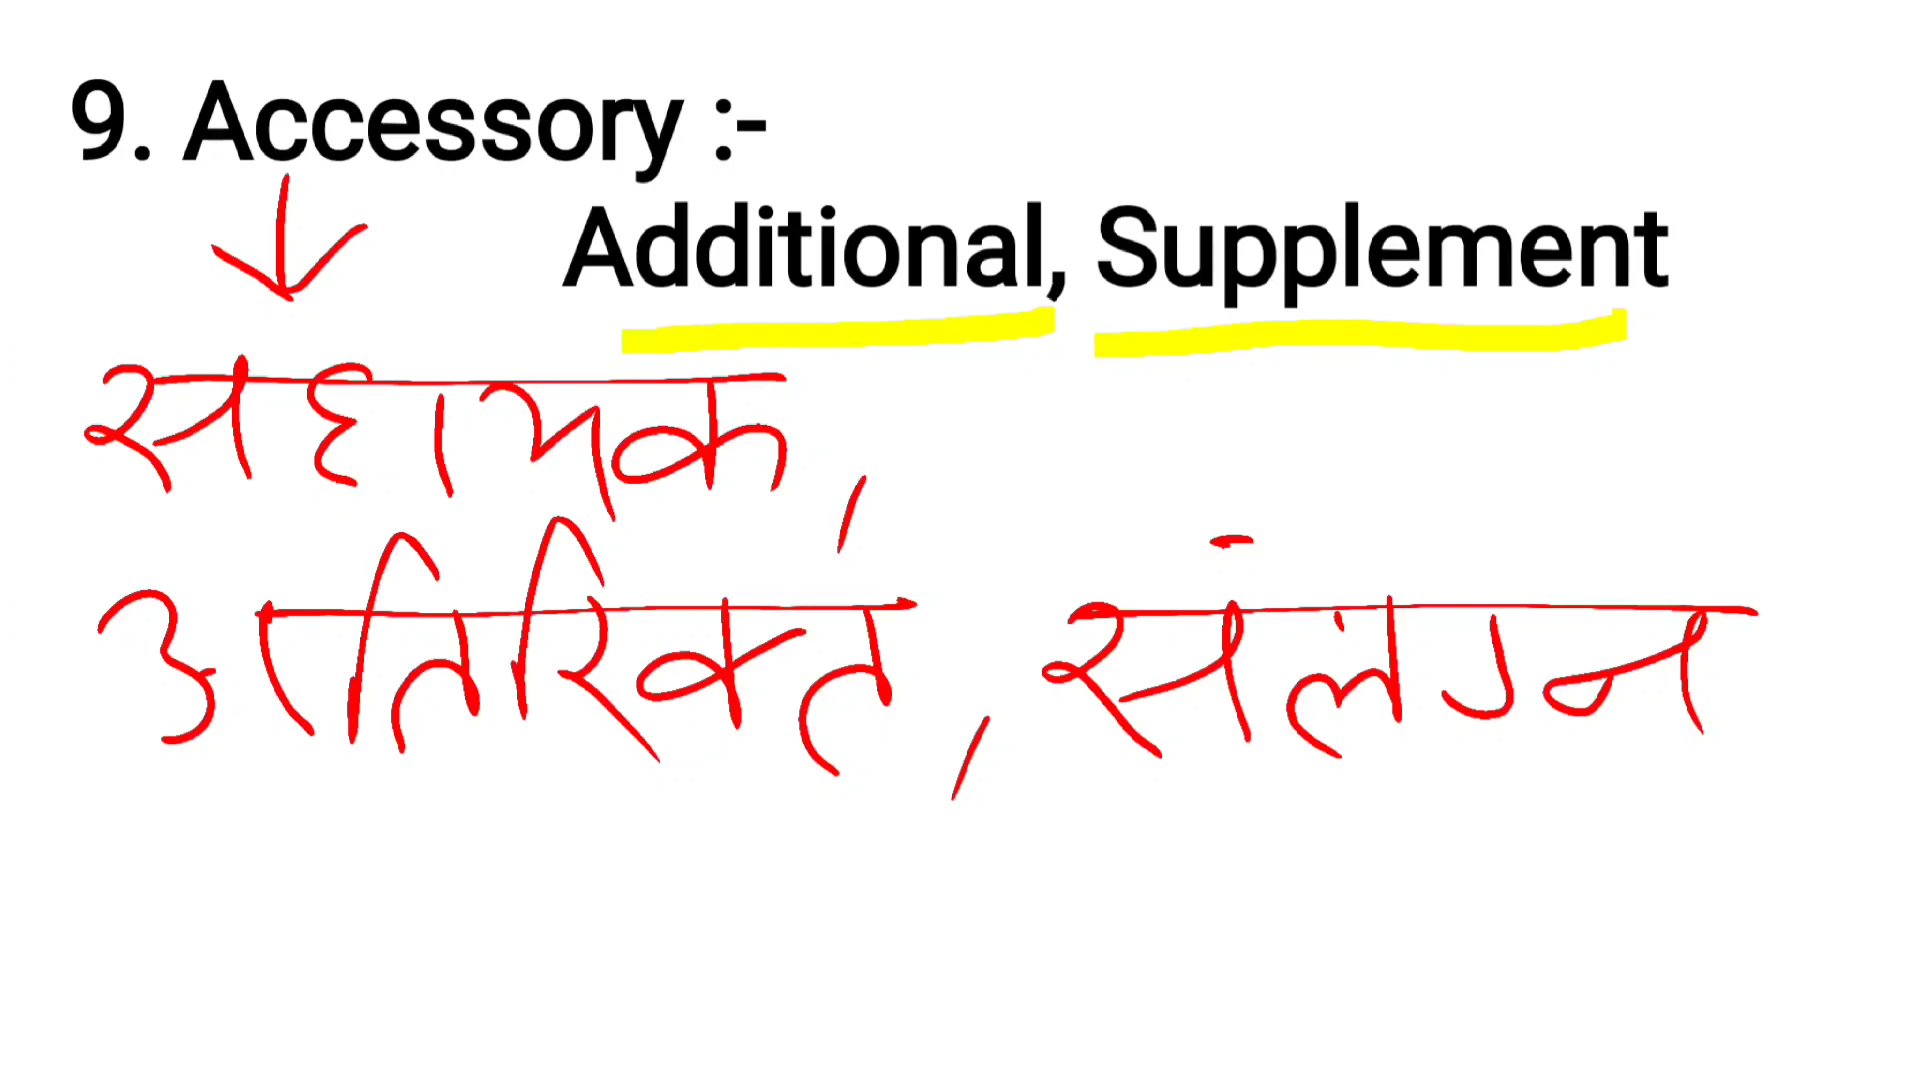 9. Accessory :-
Additional, Supplement
सहायक,
अतिरिक्त, संलग्न